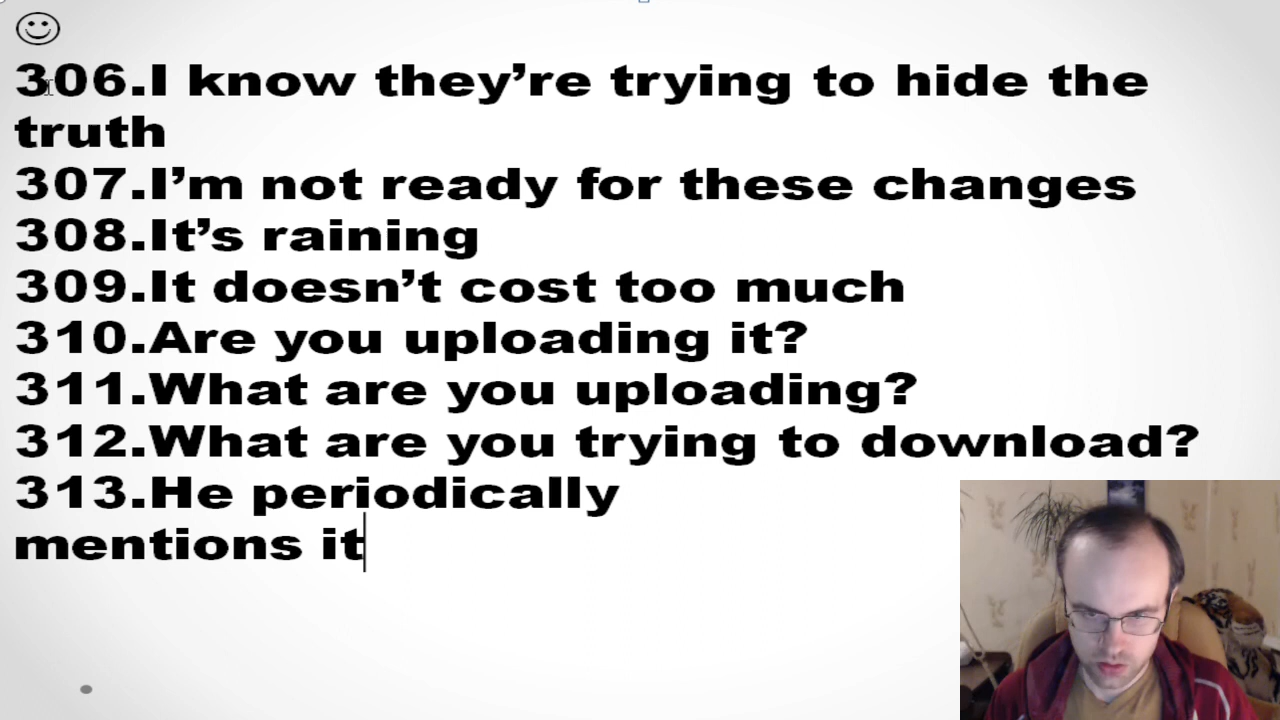 306.I know they’re trying to hide the
truth
307.I’m not ready for these changes
308.It’s raining
309.It doesn’t cost too much
310.Are you uploading it?
311.What are you uploading?
312.What are you trying to download?
313.He periodically
mentions it